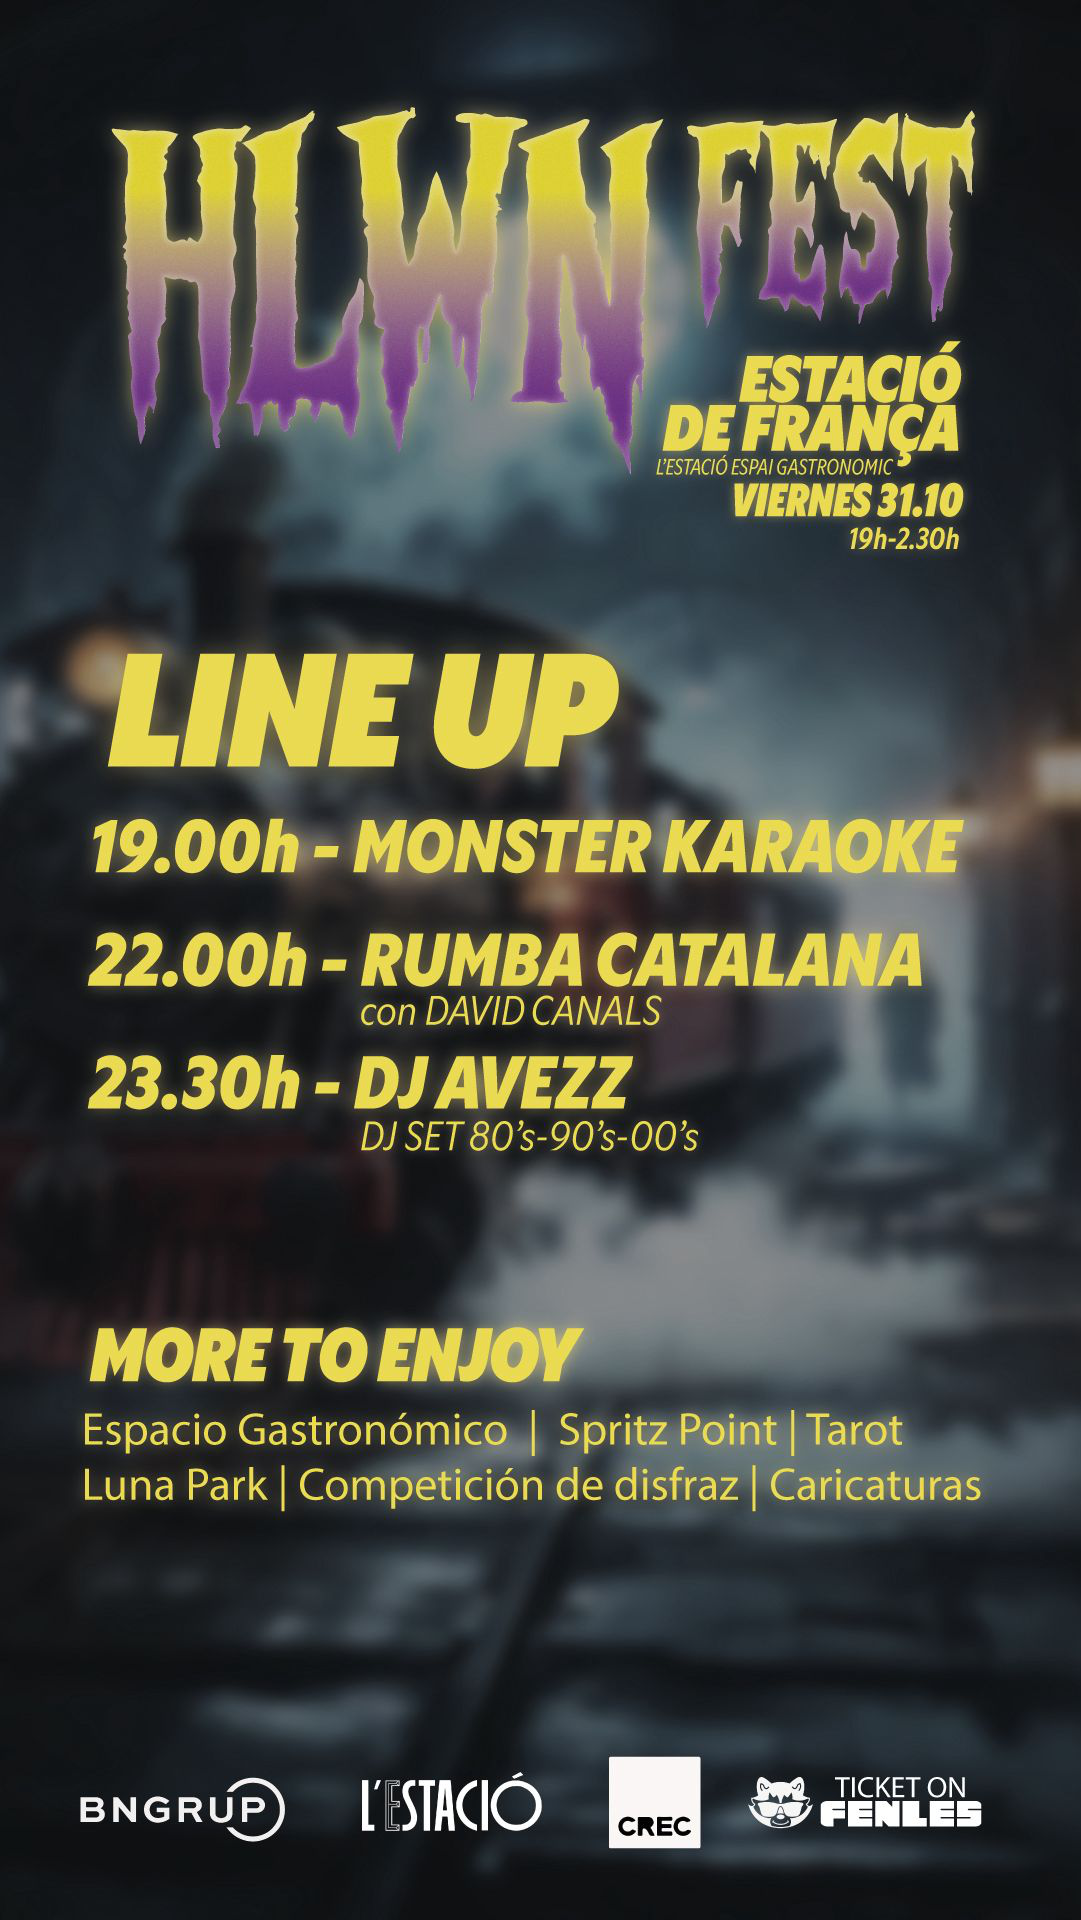 HLWN FEST
ESTACIÓ
DE FRANÇA
L'ESTACIÓ ESPAI GASTRONOMIC
VIERNES 31.10
19h-2.30h
LINE UP
19.00h - MONSTER KARAOKE
22.00h - RUMBA CATALANA
con DAVID CANALS
23.30h - DJ AVEZZ
DJ SET 80's-90's-00's
MORE TO ENJOY
Espacio Gastronómico | Spritz Point | Tarot
Luna Park | Competición de disfraz | Caricaturas
BNGRUP
L'ESTACIÓ
CREC
TICKET ON
FENLES